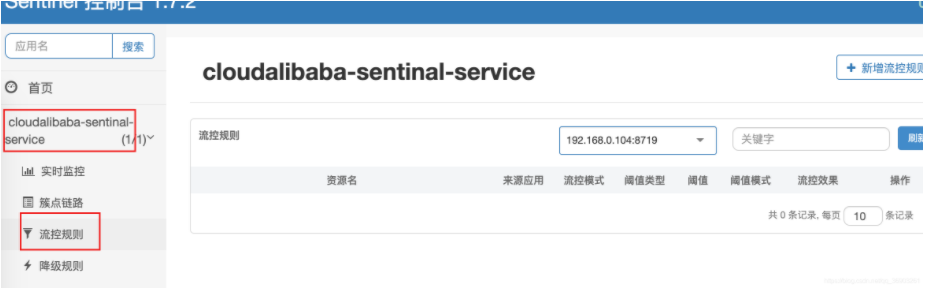 Sentinel 控制台 1.7.2
应用名
搜索
首页
cloudalibaba-sentinal-
service (1/1)
实时监控
簇点链路
流控规则
降级规则
cloudalibaba-sentinal-service
+ 新增流控规则
流控规则
192.168.0.104:8719
关键字
刷新
资源名 来源应用 流控模式 阈值类型 阈值 阈值模式 流控效果 操作
共 0 条记录, 每页 10 条记录